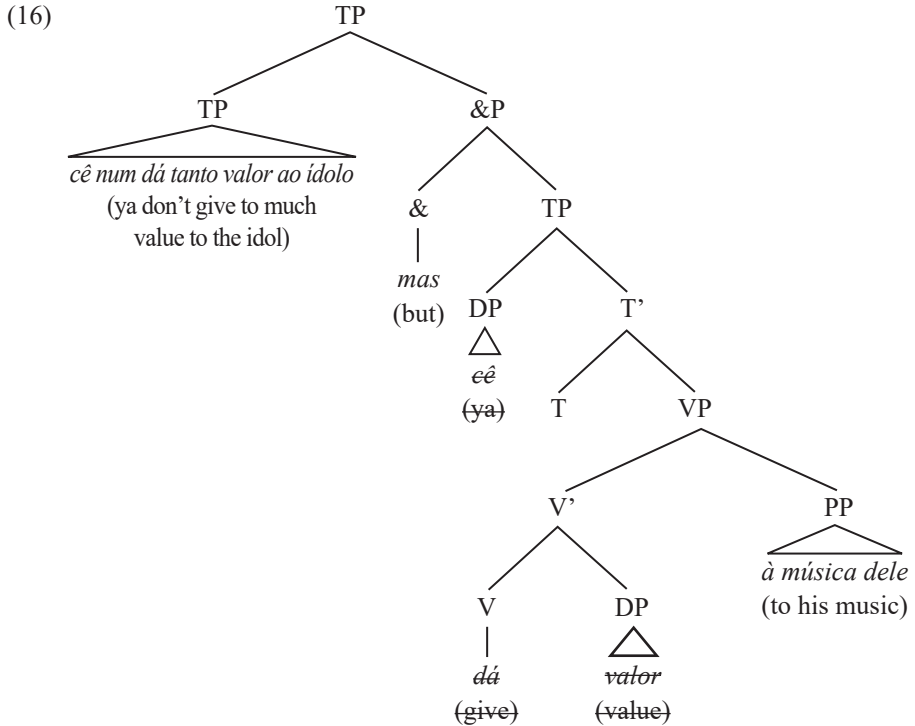 (16)
TP
TP &P
cê num dá tanto valor ao ídolo
(ya don’t give to much
value to the idol)
& TP
mas
(but)
DP T’
cê
(ya)
T VP
V’ PP
à música dele
(to his music)
V DP
dá valor
(give) (value)